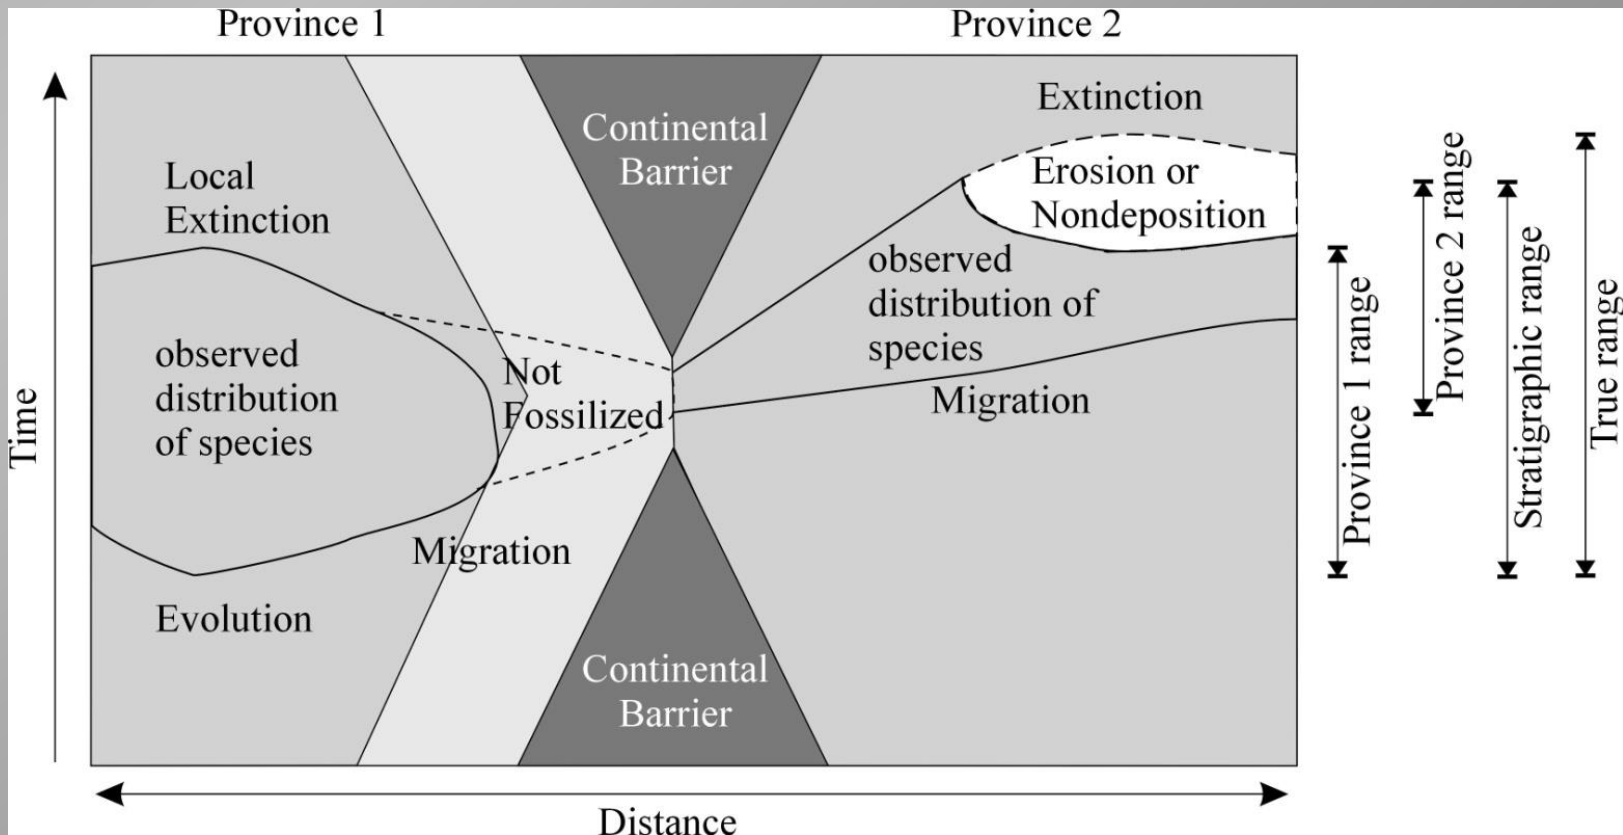 Province 1
Province 2
Continental
Barrier
Extinction
Local
Extinction
Erosion or
Nondeposition
observed
distribution of
species
observed
distribution
of species
Not
Fossilized
Migration
Migration
Evolution
Continental
Barrier
Time
Distance
Province 1 range
Province 2 range
Stratigraphic range
True range